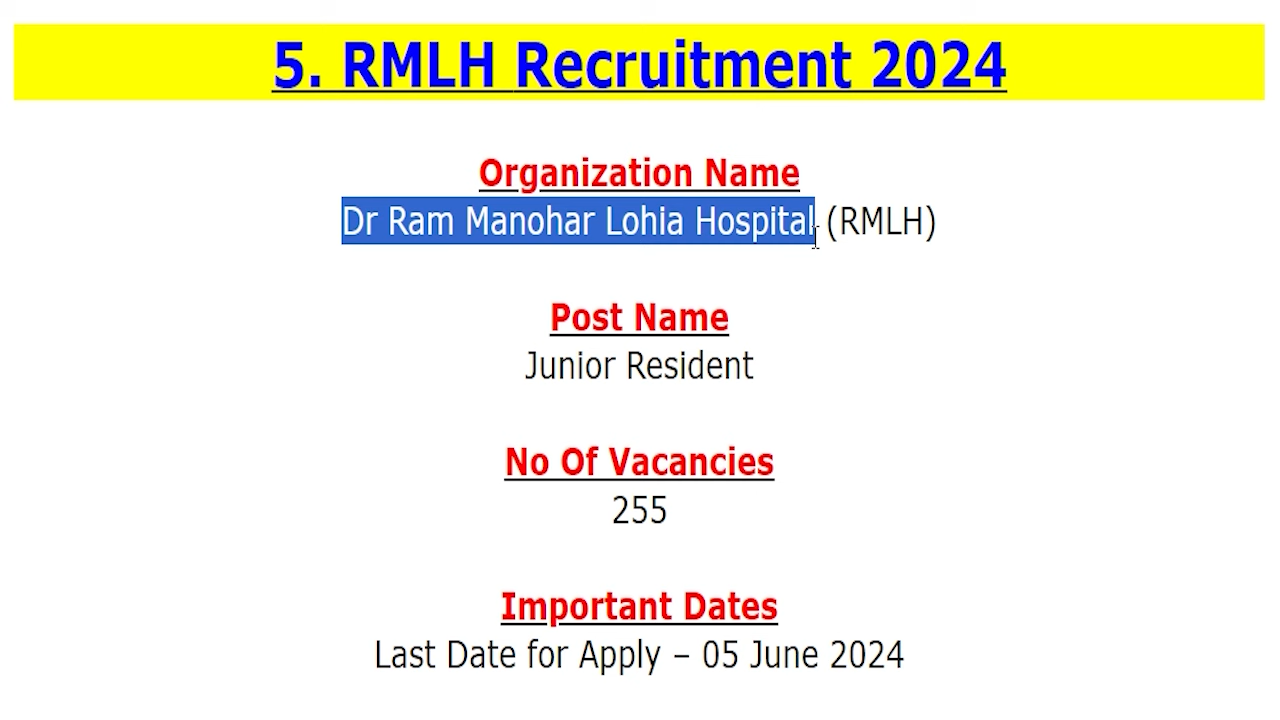 5. RMLH Recruitment 2024
Organization Name
Dr Ram Manohar Lohia Hospital (RMLH)
Post Name
Junior Resident
No Of Vacancies
255
Important Dates
Last Date for Apply – 05 June 2024